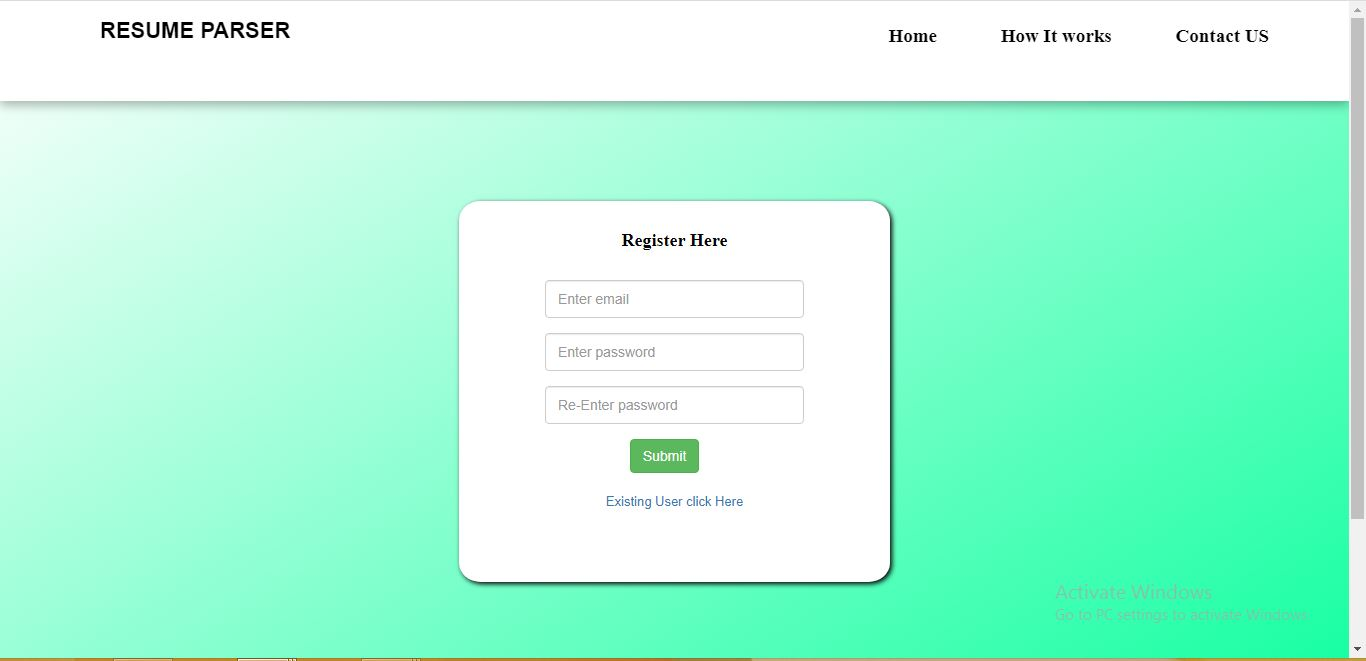 RESUME PARSER
Home How It works Contact US
Register Here
Enter email
Enter password
Re-Enter password
Submit
Existing User click Here
Activate Windows
Go to PC settings to activate Windows.